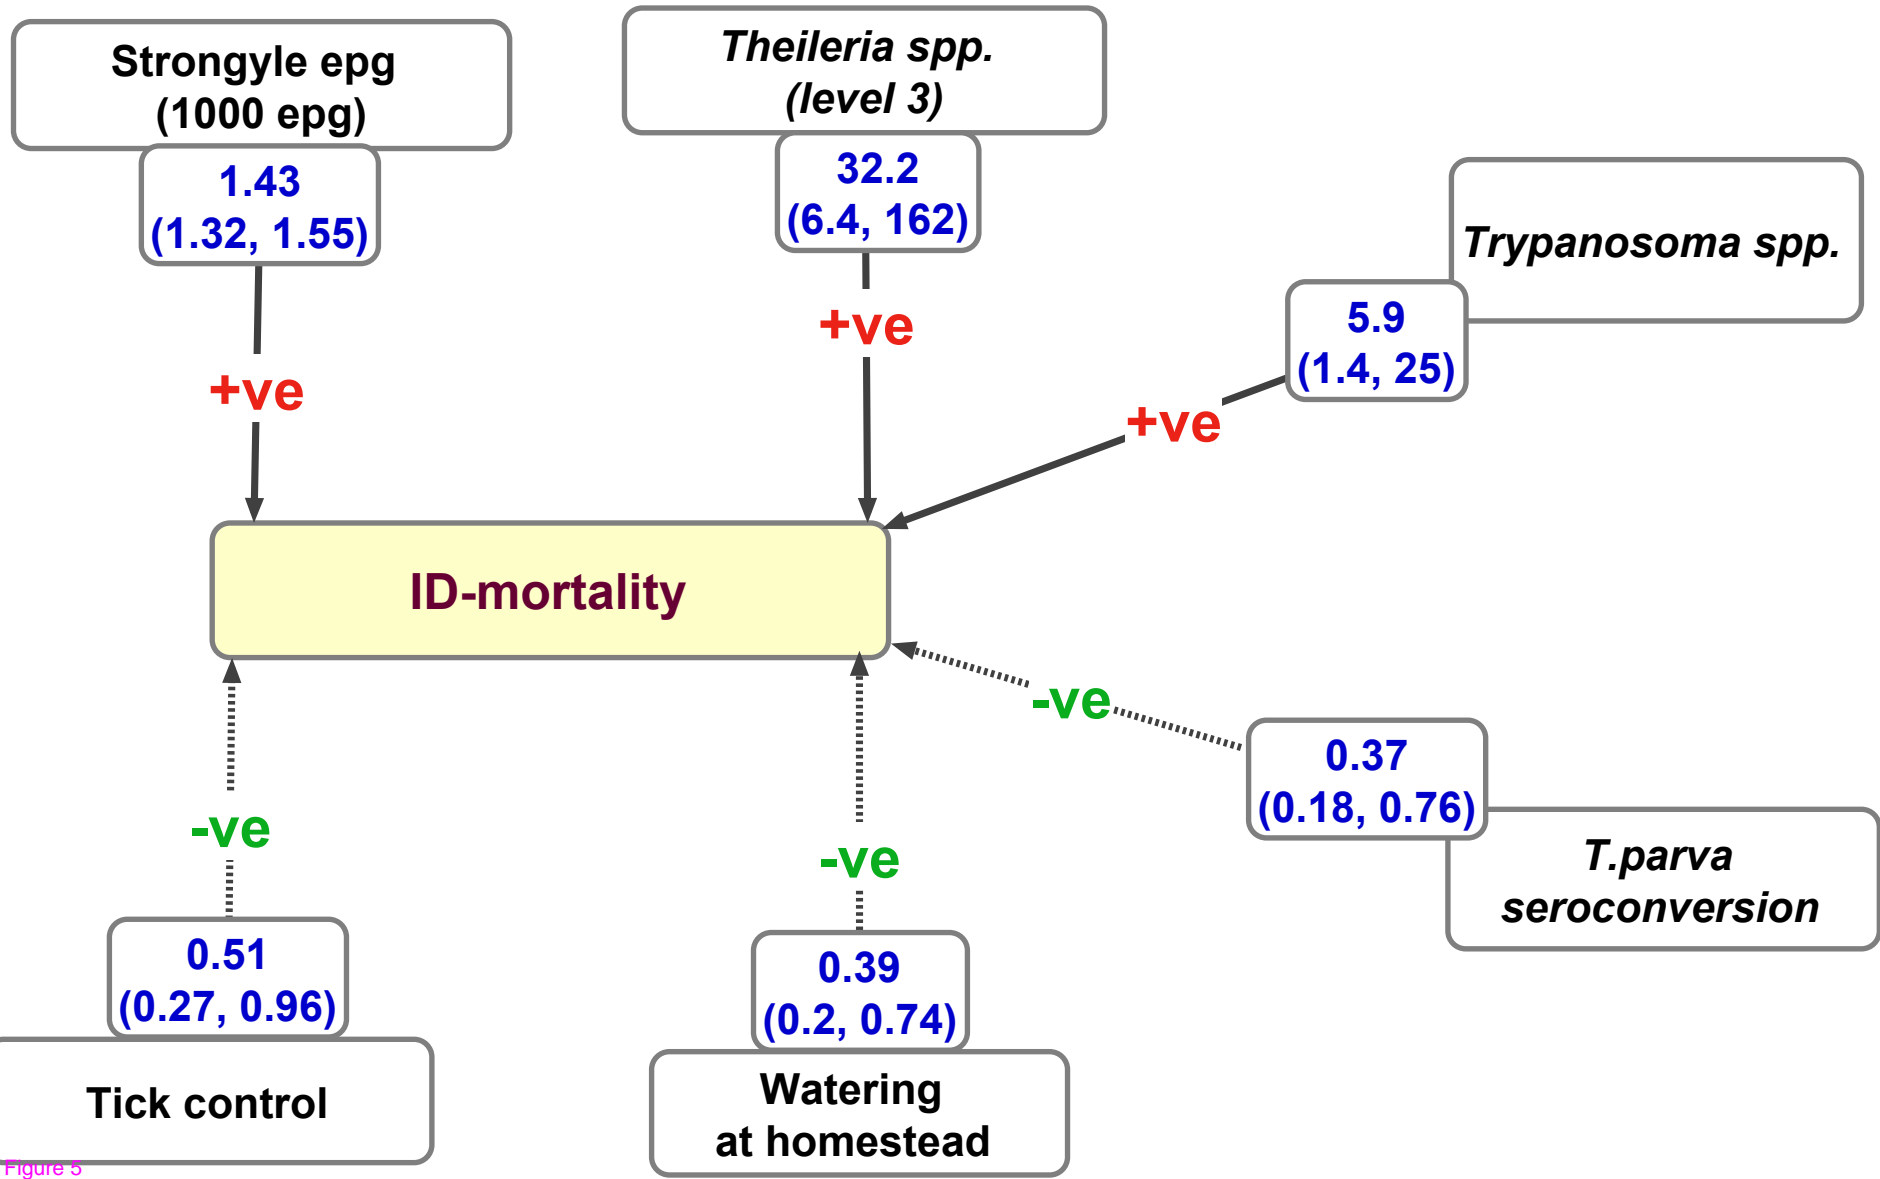 Strongyle epg
(1000 epg)
1.43
(1.32, 1.55)
+ve
Theileria spp.
(level 3)
32.2
(6.4, 162)
+ve
Trypanosoma spp.
5.9
(1.4, 25)
+ve
ID-mortality
-ve
0.51
(0.27, 0.96)
Tick control
-ve
0.39
(0.2, 0.74)
Watering
at homestead
-ve
0.37
(0.18, 0.76)
T.parva
seroconversion
Figure 5